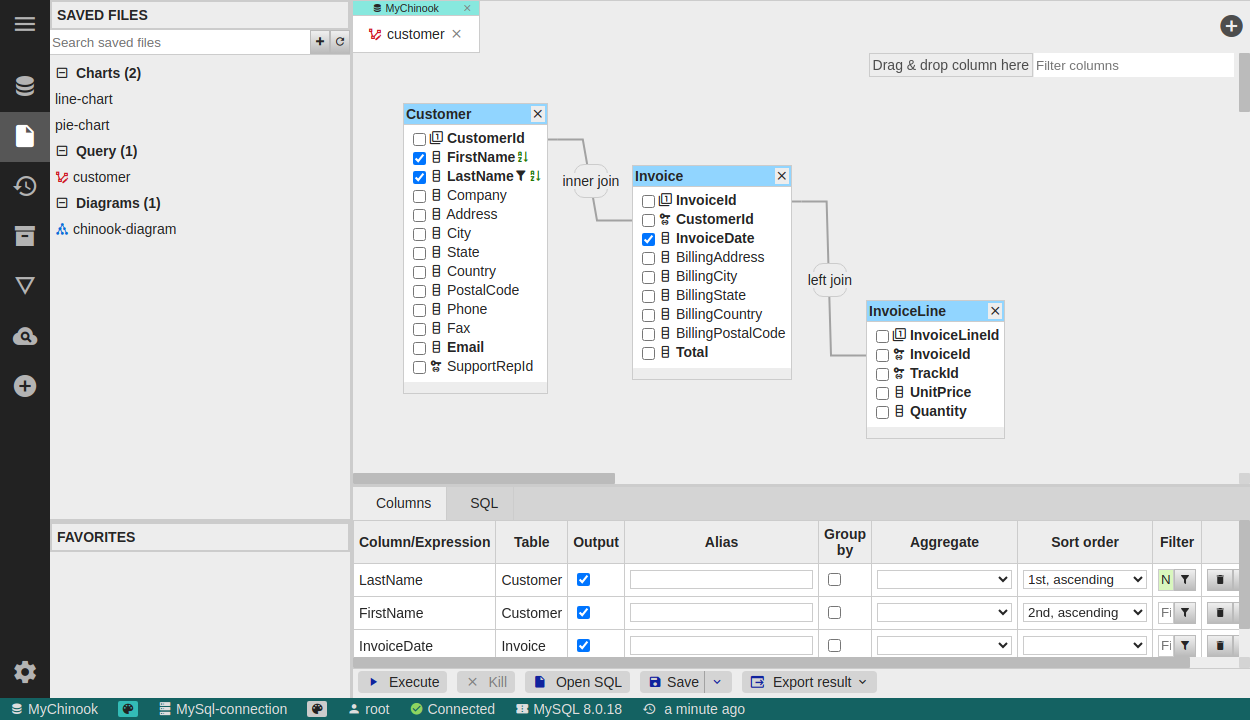 SAVED FILES
Charts (2)
line-chart
pie-chart
Query (1)
customer
Diagrams (1)
chinook-diagram
Search saved files
FAVORITES
MyChinook
customer
Drag & drop column here
Filter columns
Customer
CustomerId
FirstName
LastName
Company
Address
City
State
Country
PostalCode
Phone
Fax
Email
SupportRepId
inner join
Invoice
InvoiceId
CustomerId
InvoiceDate
BillingAddress
BillingCity
BillingState
BillingCountry
BillingPostalCode
Total
left join
InvoiceLine
InvoiceLineId
InvoiceId
TrackId
UnitPrice
Quantity
Columns SQL
Column/Expression Table Output Alias Group by Aggregate Sort order Filter
LastName Customer 1st, ascending N
FirstName Customer 2nd, ascending Fi
InvoiceDate Invoice Fi
Execute Kill Open SQL Save Export result
MyChinook MySql-connection root Connected MySQL 8.0.18 a minute ago